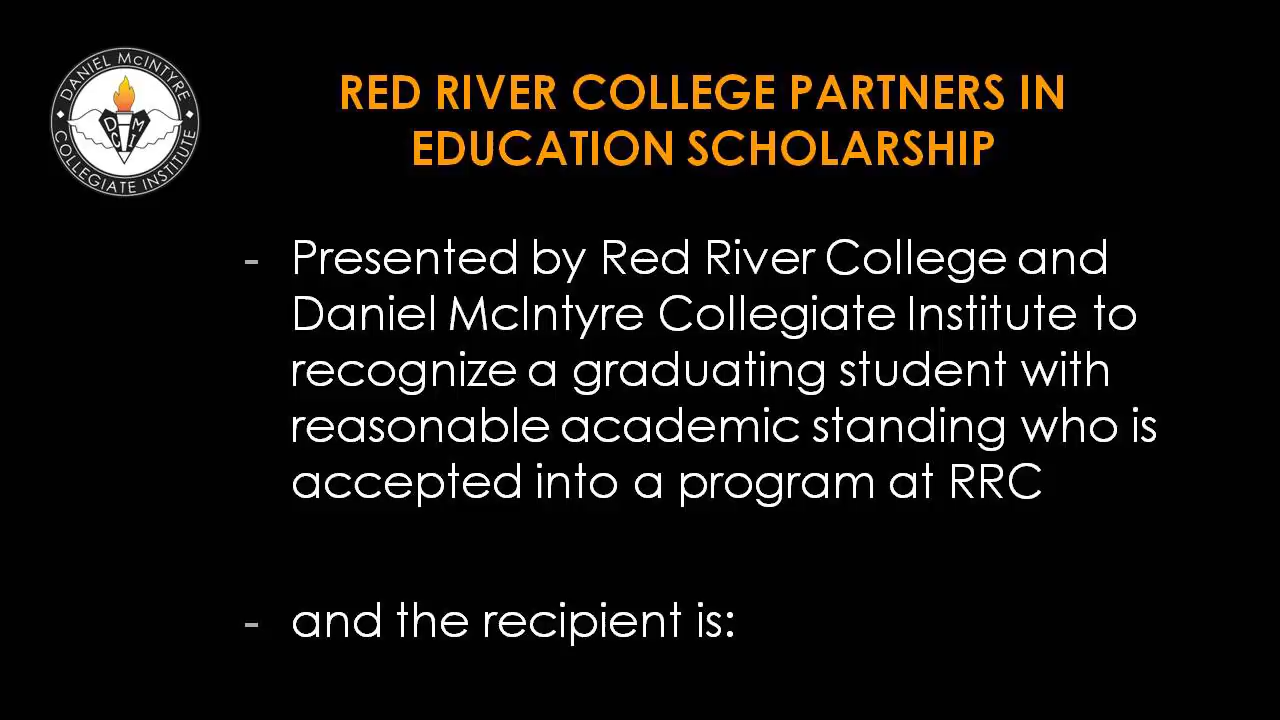 DANIEL McINTYRE
COLLEGIATE INSTITUTE
D M
C I
RED RIVER COLLEGE PARTNERS IN
EDUCATION SCHOLARSHIP
- Presented by Red River College and
Daniel McIntyre Collegiate Institute to
recognize a graduating student with
reasonable academic standing who is
accepted into a program at RRC
- and the recipient is: